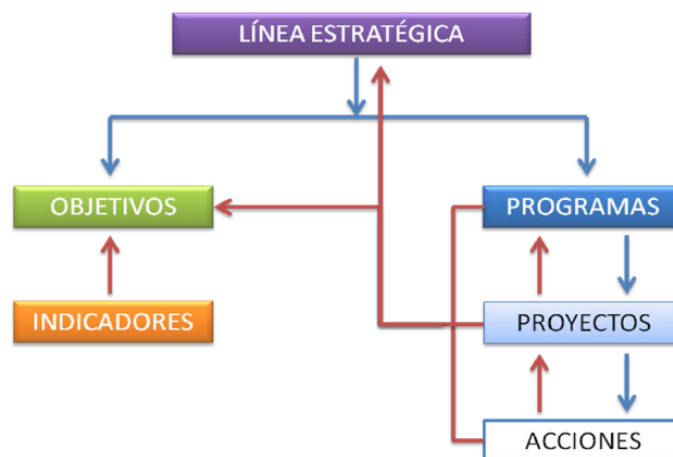 LÍNEA ESTRATÉGICA
OBJETIVOS
PROGRAMAS
INDICADORES
PROYECTOS
ACCIONES